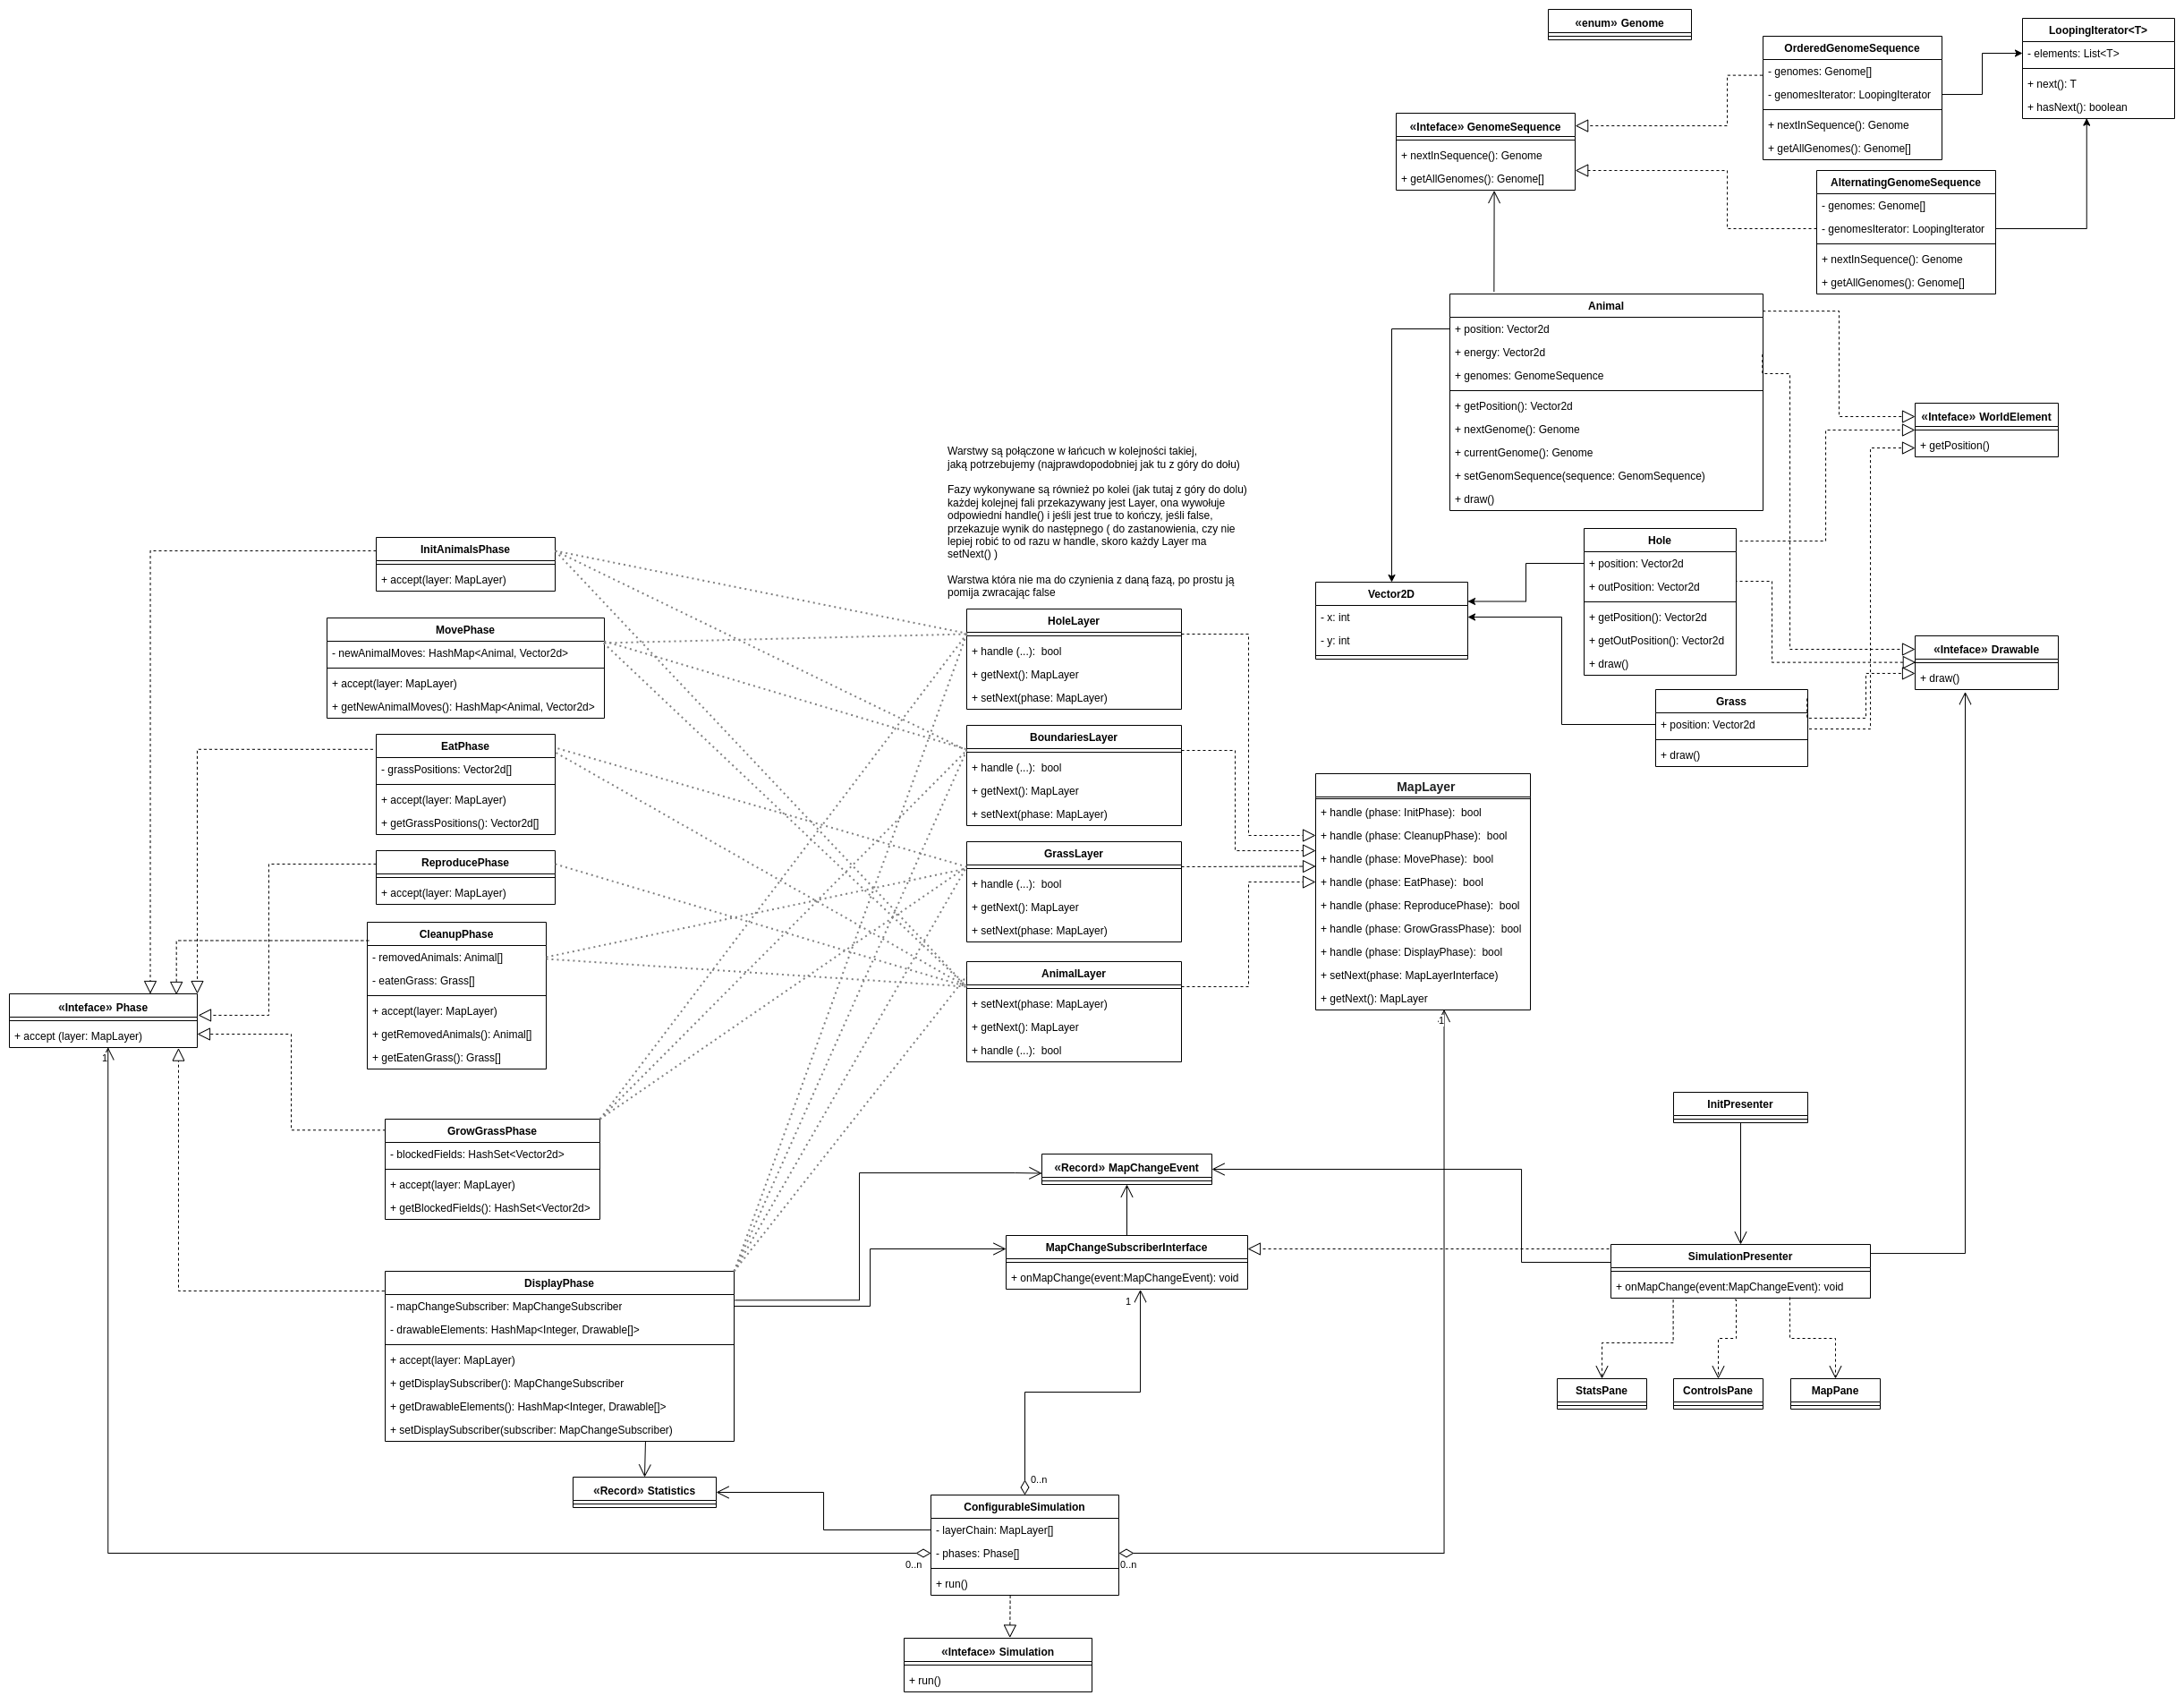 «enum» Genome
LoopingIterator<T>
- elements: List<T>
+ next(): T
+ hasNext(): boolean
OrderedGenomeSequence
- genomes: Genome[]
- genomesIterator: LoopingIterator
+ nextInSequence(): Genome
+ getAllGenomes(): Genome[]
«Inteface» GenomeSequence
+ nextInSequence(): Genome
+ getAllGenomes(): Genome[]
AlternatingGenomeSequence
- genomes: Genome[]
- genomesIterator: LoopingIterator
+ nextInSequence(): Genome
+ getAllGenomes(): Genome[]
Animal
+ position: Vector2d
+ energy: Vector2d
+ genomes: GenomeSequence
+ getPosition(): Vector2d
+ nextGenome(): Genome
+ currentGenome(): Genome
+ setGenomSequence(sequence: GenomSequence)
+ draw()
«Inteface» WorldElement
+ getPosition()
Warstwy są połączone w łańcuch w kolejności takiej,
jaką potrzebujemy (najprawdopodobniej jak tu z góry do dołu)
Fazy wykonywane są również po kolei (jak tutaj z góry do dolu)
każdej kolejnej fali przekazywany jest Layer, ona wywołuje
odpowiedni handle() i jeśli jest true to kończy, jeśli false,
przekazuje wynik do następnego ( do zastanowienia, czy nie
lepiej robić to od razu w handle, skoro każdy Layer ma
setNext() )
Warstwa która nie ma do czynienia z daną fazą, po prostu ją
pomija zwracając false
Hole
+ position: Vector2d
+ outPosition: Vector2d
+ getPosition(): Vector2d
+ getOutPosition(): Vector2d
+ draw()
Vector2D
- x: int
- y: int
«Inteface» Drawable
+ draw()
Grass
+ position: Vector2d
+ draw()
InitAnimalsPhase
+ accept(layer: MapLayer)
MovePhase
- newAnimalMoves: HashMap<Animal, Vector2d>
+ accept(layer: MapLayer)
+ getNewAnimalMoves(): HashMap<Animal, Vector2d>
EatPhase
- grassPositions: Vector2d[]
+ accept(layer: MapLayer)
+ getGrassPositions(): Vector2d[]
ReproducePhase
+ accept(layer: MapLayer)
CleanupPhase
- removedAnimals: Animal[]
- eatenGrass: Grass[]
+ accept(layer: MapLayer)
+ getRemovedAnimals(): Animal[]
+ getEatenGrass(): Grass[]
«Inteface» Phase
+ accept (layer: MapLayer)
1
GrowGrassPhase
- blockedFields: HashSet<Vector2d>
+ accept(layer: MapLayer)
+ getBlockedFields(): HashSet<Vector2d>
DisplayPhase
- mapChangeSubscriber: MapChangeSubscriber
- drawableElements: HashMap<Integer, Drawable[]>
+ accept(layer: MapLayer)
+ getDisplaySubscriber(): MapChangeSubscriber
+ getDrawableElements(): HashMap<Integer, Drawable[]>
+ setDisplaySubscriber(subscriber: MapChangeSubscriber)
«Record» Statistics
HoleLayer
+ handle (...):  bool
+ getNext(): MapLayer
+ setNext(phase: MapLayer)
BoundariesLayer
+ handle (...):  bool
+ getNext(): MapLayer
+ setNext(phase: MapLayer)
GrassLayer
+ handle (...):  bool
+ getNext(): MapLayer
+ setNext(phase: MapLayer)
AnimalLayer
+ setNext(phase: MapLayer)
+ getNext(): MapLayer
+ handle (...):  bool
MapLayer
+ handle (phase: InitPhase):  bool
+ handle (phase: CleanupPhase):  bool
+ handle (phase: MovePhase):  bool
+ handle (phase: EatPhase):  bool
+ handle (phase: ReproducePhase):  bool
+ handle (phase: GrowGrassPhase):  bool
+ handle (phase: DisplayPhase):  bool
+ setNext(phase: MapLayerInterface)
+ getNext(): MapLayer
1
«Record» MapChangeEvent
MapChangeSubscriberInterface
+ onMapChange(event:MapChangeEvent): void
1
InitPresenter
SimulationPresenter
+ onMapChange(event:MapChangeEvent): void
StatsPane
ControlsPane
MapPane
0..n
ConfigurableSimulation
- layerChain: MapLayer[]
- phases: Phase[]
+ run()
0..n
0..n
«Inteface» Simulation
+ run()